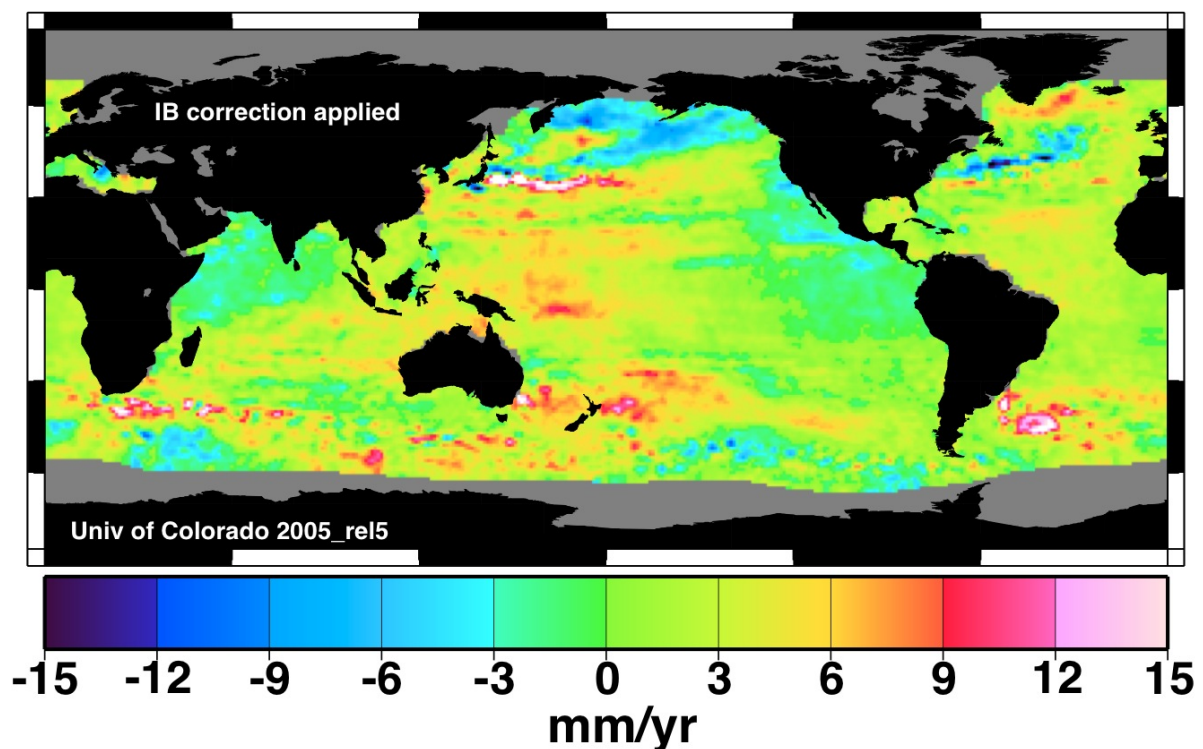 IB correction applied
Univ of Colorado 2005_rel5
-15 -12 -9 -6 -3 0 3 6 9 12 15
mm/yr